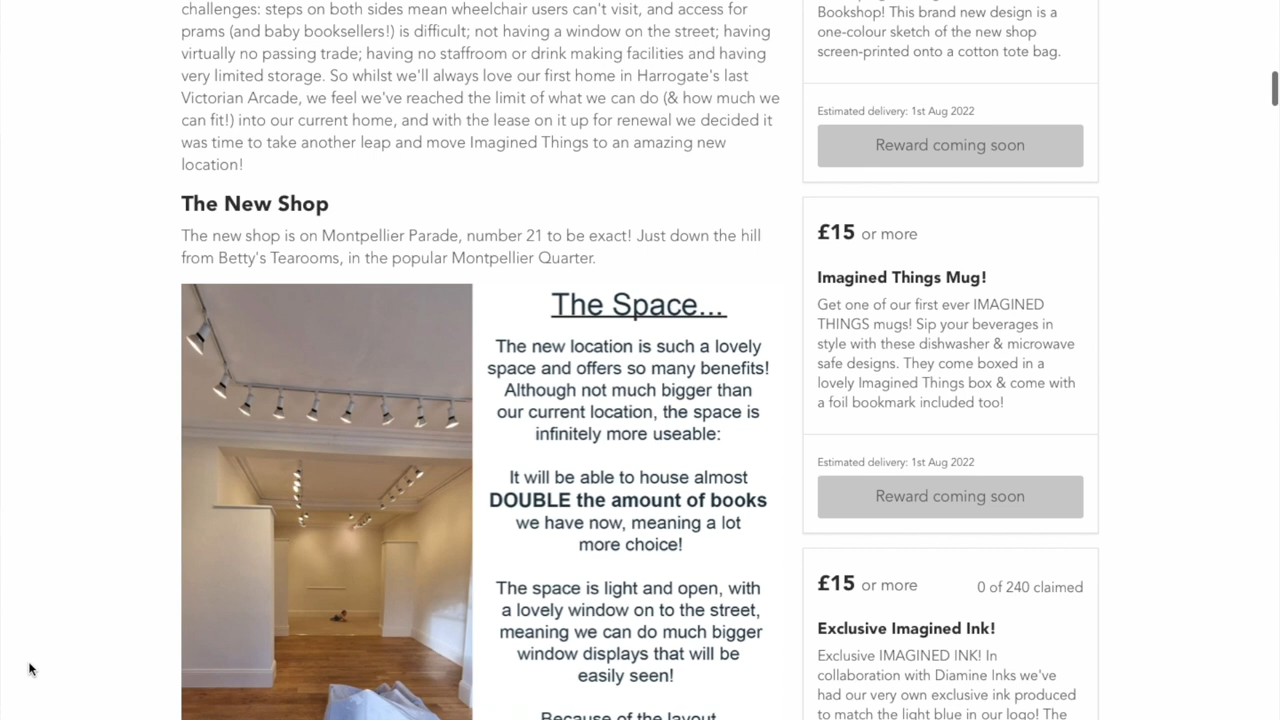 challenges: steps on both sides mean wheelchair users can't visit, and access for
prams (and baby booksellers!) is difficult; not having a window on the street; having
virtually no passing trade; having no staffroom or drink making facilities and having
very limited storage. So whilst we'll always love our first home in Harrogate's last
Victorian Arcade, we feel we've reached the limit of what we can do (& how much we
can fit!) into our current home, and with the lease on it up for renewal we decided it
was time to take another leap and move Imagined Things to an amazing new
location!
The New Shop
The new shop is on Montpellier Parade, number 21 to be exact! Just down the hill
from Betty's Tearooms, in the popular Montpellier Quarter.
The Space...
The new location is such a lovely
space and offers so many benefits!
Although not much bigger than
our current location, the space is
infinitely more useable:
It will be able to house almost
DOUBLE the amount of books
we have now, meaning a lot
more choice!
The space is light and open, with
a lovely window on to the street,
meaning we can do much bigger
window displays that will be
easily seen!
Because of the layout
Bookshop! This brand new design is a
one-colour sketch of the new shop
screen-printed onto a cotton tote bag.
Estimated delivery: 1st Aug 2022
Reward coming soon
£15 or more
Imagined Things Mug!
Get one of our first ever IMAGINED
THINGS mugs! Sip your beverages in
style with these dishwasher & microwave
safe designs. They come boxed in a
lovely Imagined Things box & come with
a foil bookmark included too!
Estimated delivery: 1st Aug 2022
Reward coming soon
£15 or more 0 of 240 claimed
Exclusive Imagined Ink!
Exclusive IMAGINED INK! In
collaboration with Diamine Inks we've
had our very own exclusive ink produced
to match the light blue in our logo! The